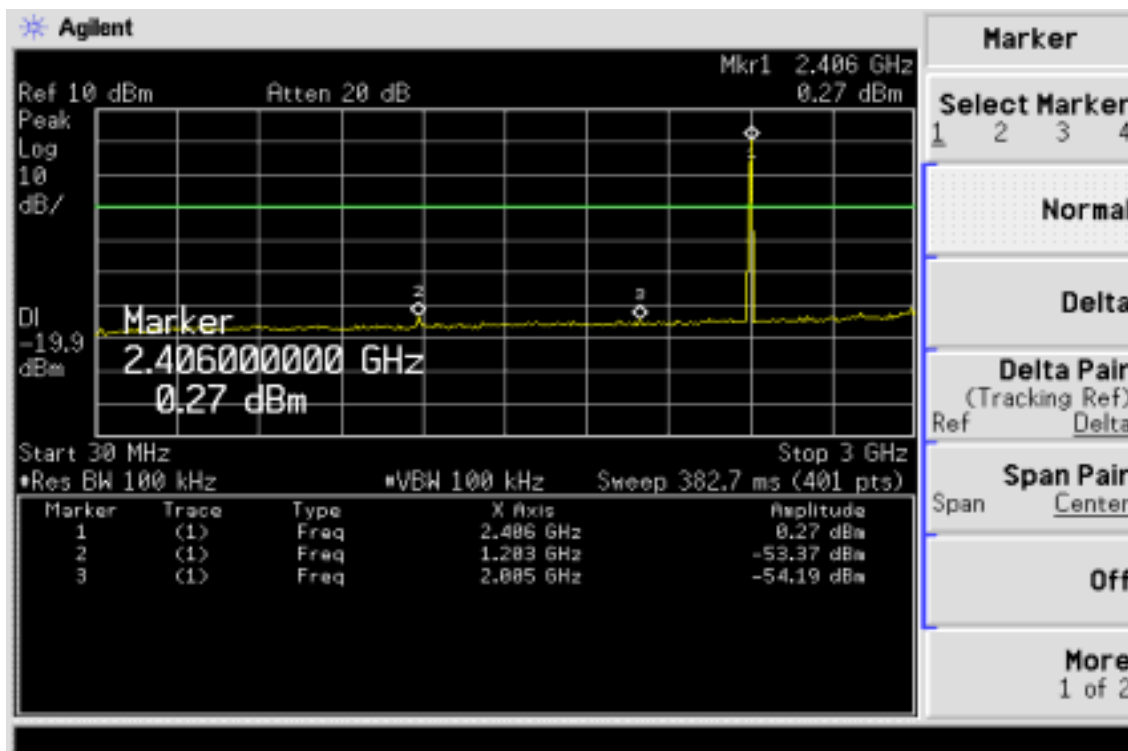 Agilent
Mkr1 2.406 GHz
Ref 10 dBm Atten 20 dB 0.27 dBm
Peak
Log
10
dB/
1
2
3
DI
-19.9
dBm
Marker
2.406000000 GHz
0.27 dBm
Start 30 MHz Stop 3 GHz
*Res BW 100 kHz *VBW 100 kHz Sweep 382.7 ms (401 pts)
Marker Trace Type X Axis Amplitude
1 (1) Freq 2.406 GHz 0.27 dBm
2 (1) Freq 1.203 GHz -53.37 dBm
3 (1) Freq 2.005 GHz -54.19 dBm
Marker
Select Marker
1 2 3 4
Normal
Delta
Delta Pair
(Tracking Ref)
Ref Delta
Span Pair
Span Center
Off
More
1 of 2